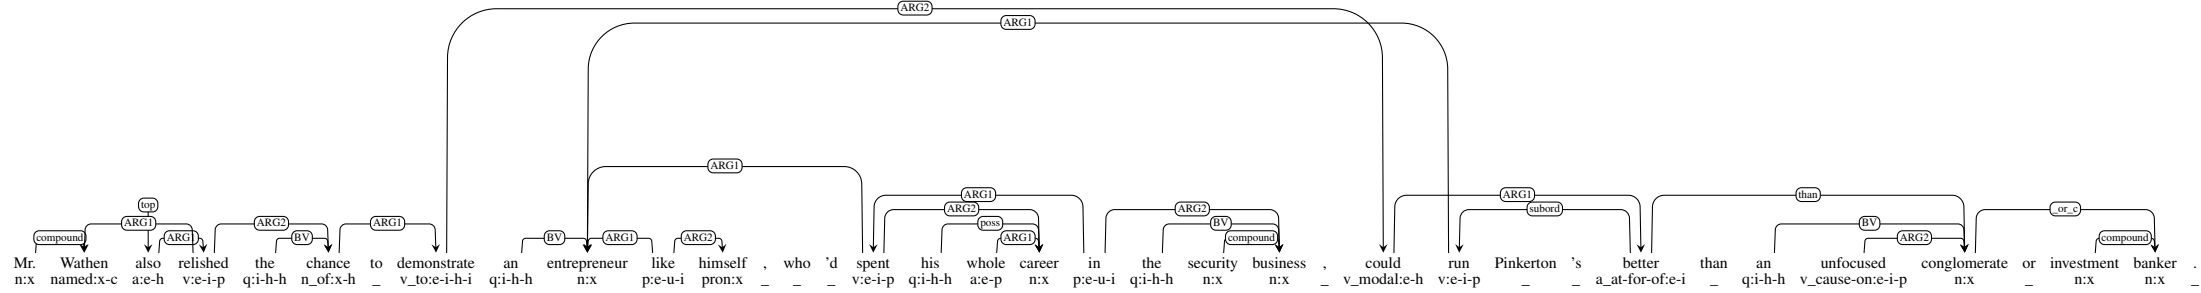 ARG2
ARG1
ARG1
ARG1 ARG1 than
top ARG2 ARG2 subord _or_c
ARG1 ARG2 ARG1 poss BV BV
compound ARG1 BV BV ARG1 ARG2 ARG1 compound ARG2 compound
Mr. Wathen also relished the chance to demonstrate an entrepreneur like himself , who 'd spent his whole career in the security business , could run Pinkerton 's better than an unfocused conglomerate or investment banker .
n:x named:x-c a:e-h v:e-i-p q:i-h-h n_of:x-h _ v_to:e-i-h-i q:i-h-h n:x p:e-u-i pron:x _ _ _ v:e-i-p q:i-h-h a:e-p n:x p:e-u-i q:i-h-h n:x n:x _ v_modal:e-h v:e-i-p _ _ a_at-for-of:e-i _ q:i-h-h v_cause-on:e-i-p n:x _ n:x n:x _